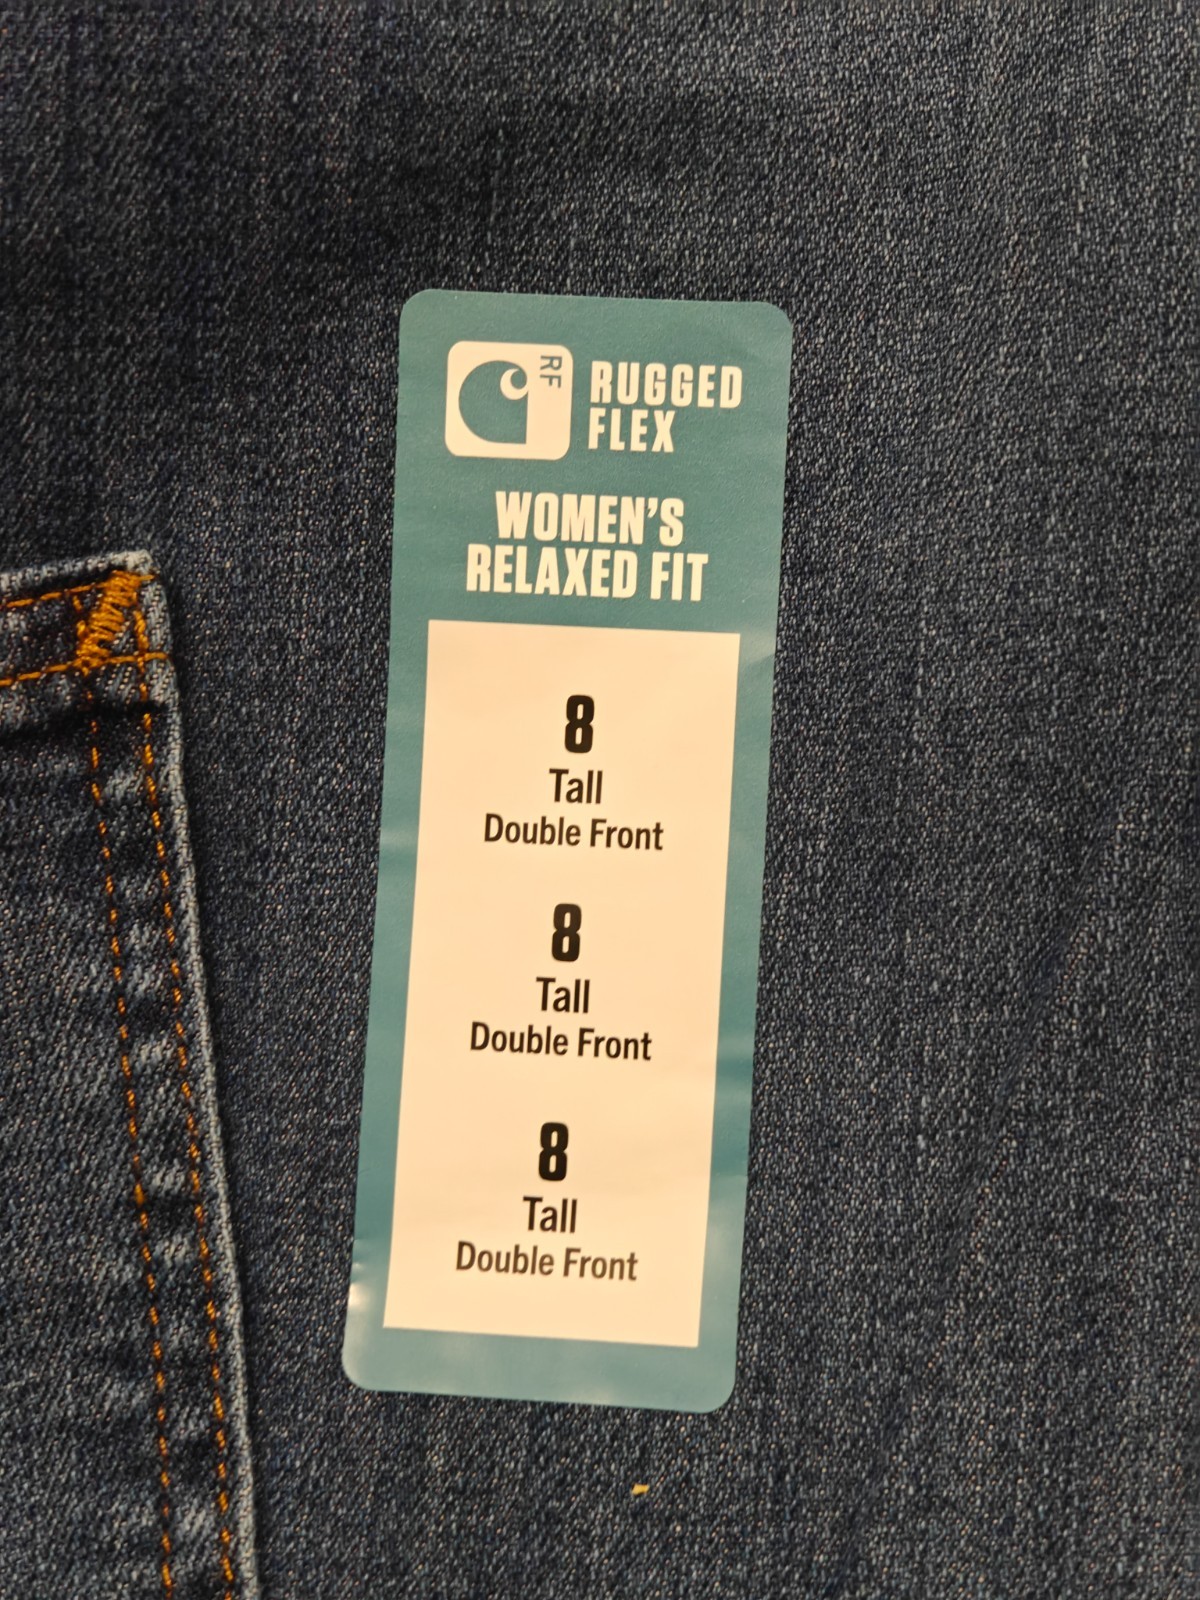 RF
RUGGED
FLEX
WOMEN'S
RELAXED FIT
8
Tall
Double Front
8
Tall
Double Front
8
Tall
Double Front